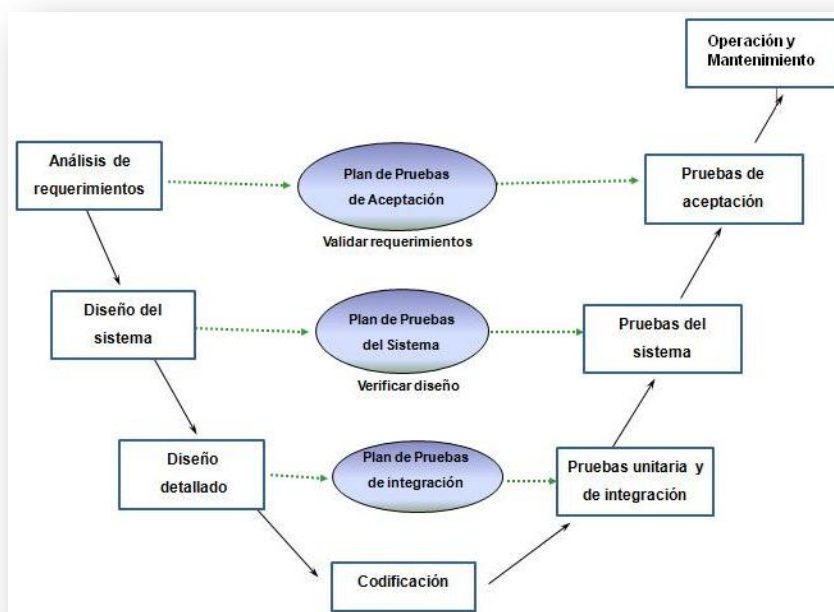 Operación y
Mantenimiento
Análisis de
requerimientos
Plan de Pruebas
de Aceptación
Validar requerimientos
Pruebas de
aceptación
Diseño del
sistema
Plan de Pruebas
del Sistema
Verificar diseño
Pruebas del
sistema
Diseño
detallado
Plan de Pruebas
de integración
Pruebas unitaria y
de integración
Codificación